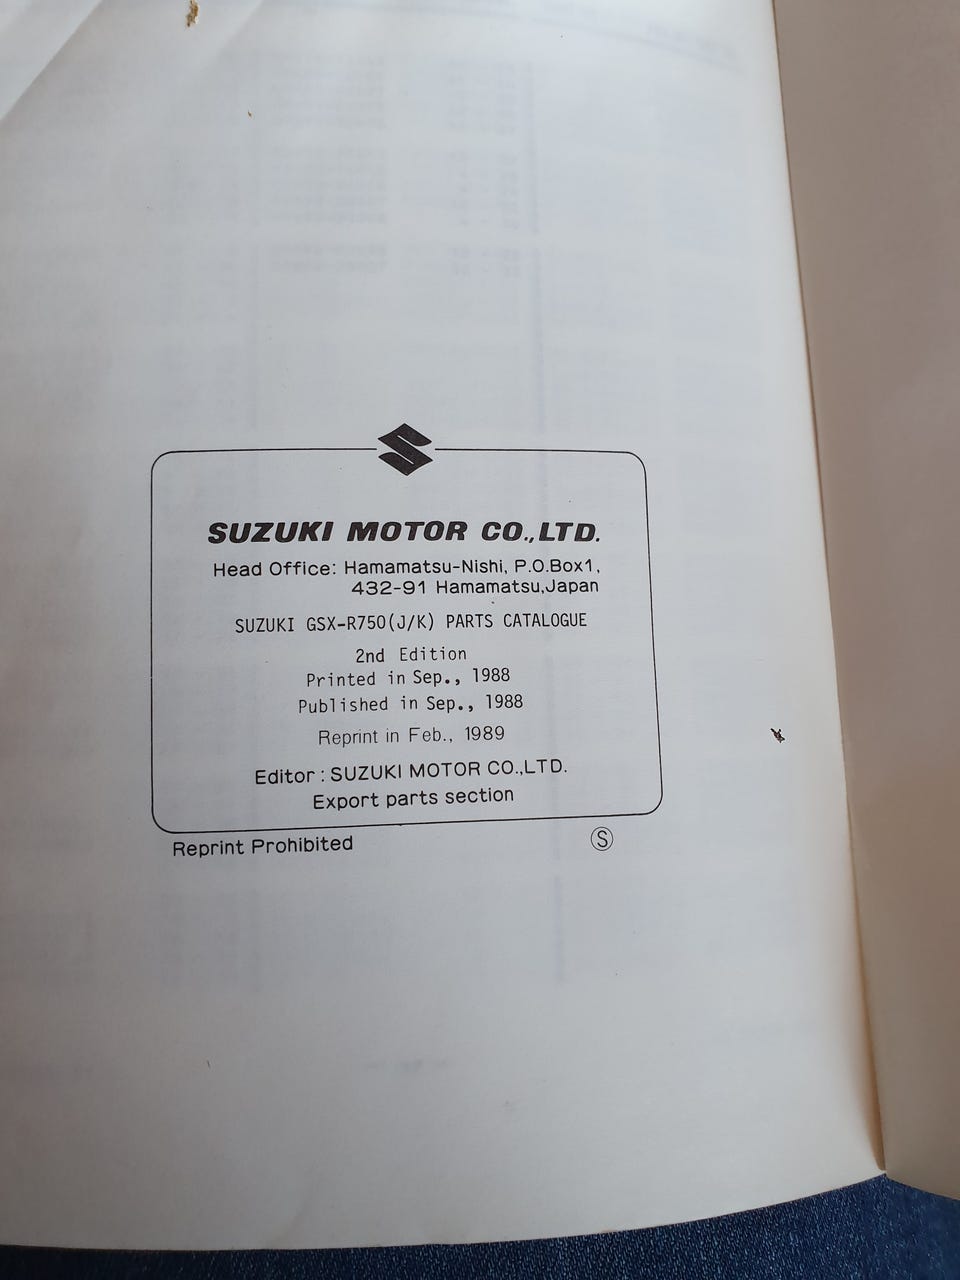 SUZUKI MOTOR CO.,LTD.
Head Office: Hamamatsu-Nishi, P.O.Box1,
432-91 Hamamatsu,Japan
SUZUKI GSX-R750(J/K) PARTS CATALOGUE
2nd Edition
Printed in Sep., 1988
Published in Sep., 1988
Reprint in Feb., 1989
Editor : SUZUKI MOTOR CO.,LTD.
Export parts section
Reprint Prohibited
Ⓢ